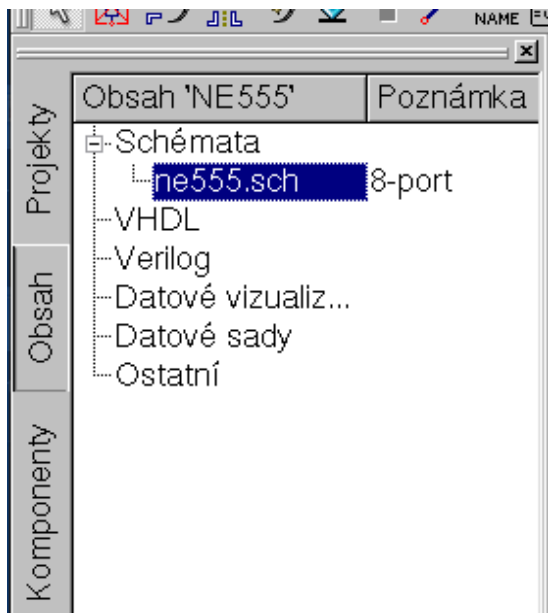 NAME
Projekty
Obsah
Komponenty
Obsah 'NE555' Poznámka
Schémata
ne555.sch 8-port
VHDL
Verilog
Datové vizualiz...
Datové sady
Ostatní